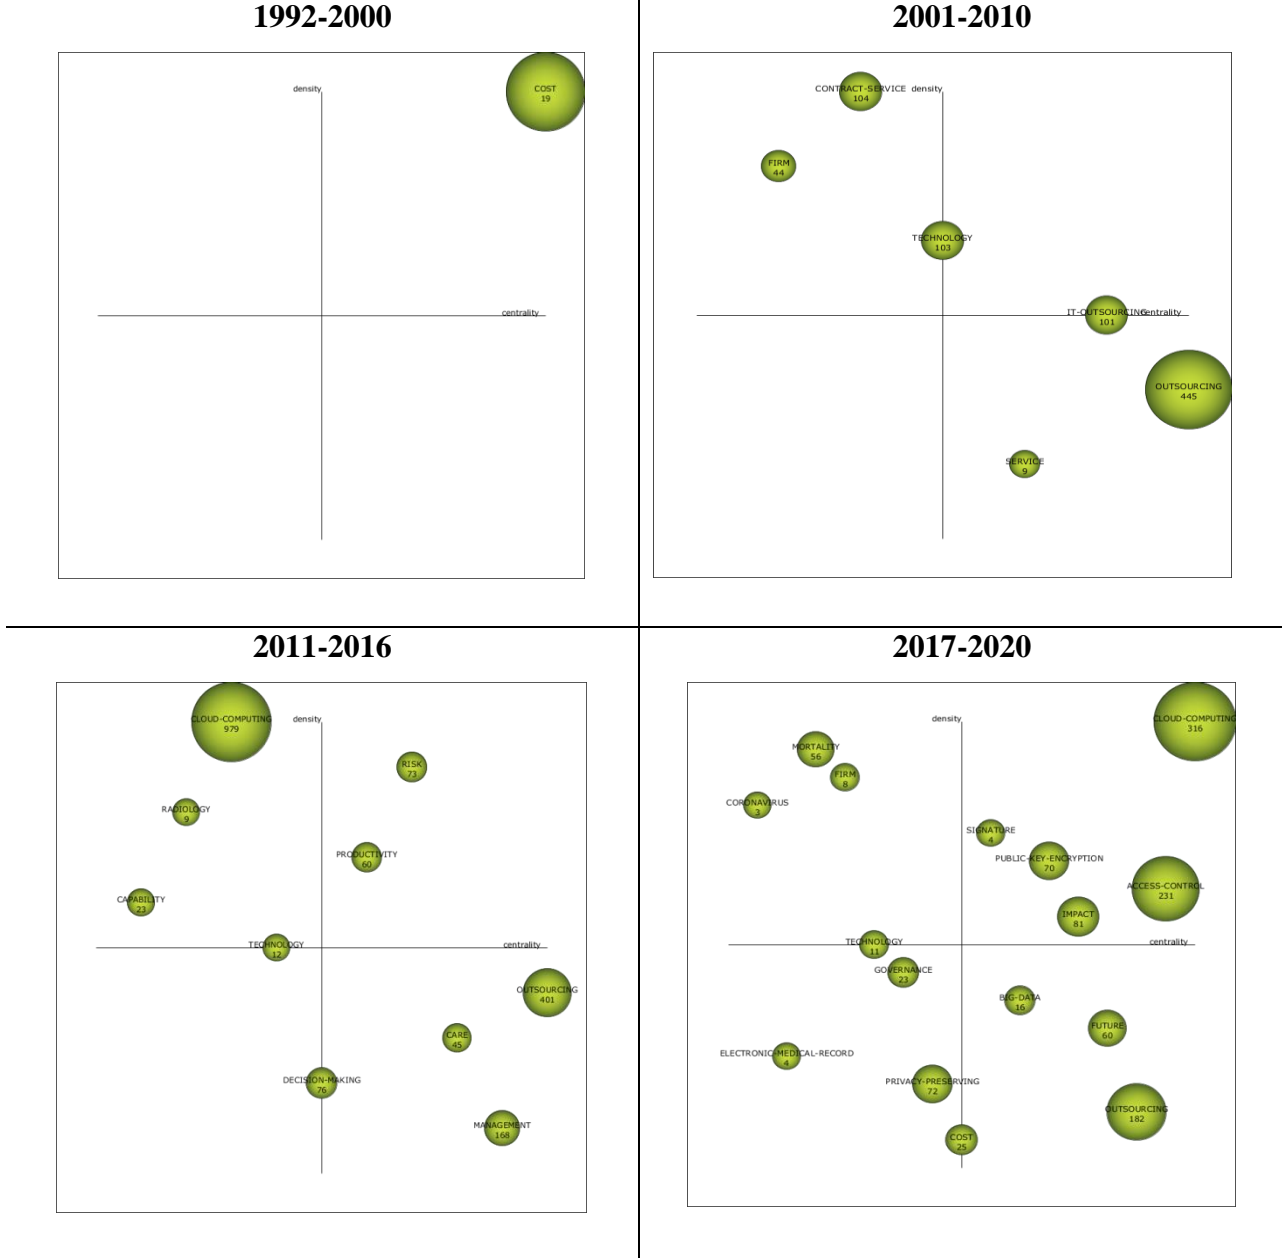 1992-2000
density
COST
19
centrality
2001-2010
CONTRACT-SERVICE density
104
FIRM
44
TECHNOLOGY
103
IT-OUTSOURCING centrality
101
OUTSOURCING
445
SERVICE
9
2011-2016
CLOUD-COMPUTING density
979
RISK
73
RADIOLOGY
9
PRODUCTIVITY
60
CAPABILITY
23
TECHNOLOGY centrality
12
OUTSOURCING
401
CARE
45
DECISION-MAKING
76
MANAGEMENT
168
2017-2020
density CLOUD-COMPUTING
316
MORTALITY
56
FIRM
8
CORONAVIRUS
3
SIGNATURE
4
PUBLIC-KEY-ENCRYPTION
70
ACCESS-CONTROL
231
IMPACT
81
TECHNOLOGY centrality
11
GOVERNANCE
23
BIG-DATA
16
FUTURE
60
ELECTRONIC-MEDICAL-RECORD
4
PRIVACY-PRESERVING
72
OUTSOURCING
182
COST
25